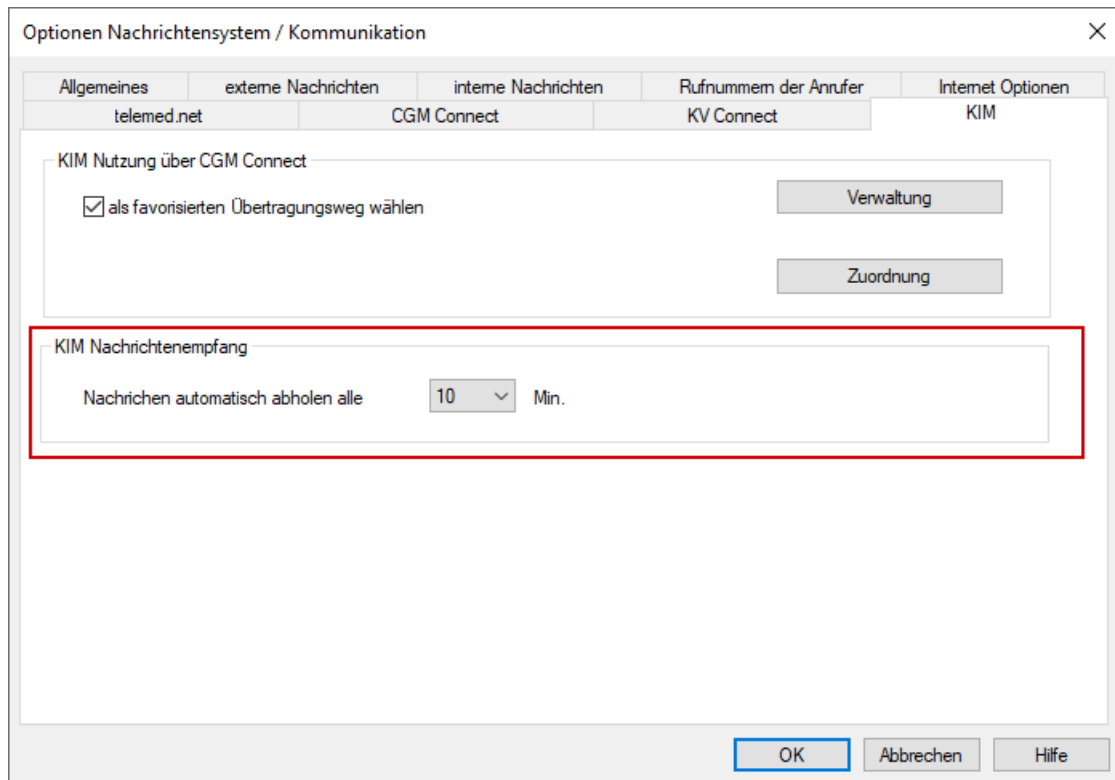 Optionen Nachrichtensystem / Kommunikation
Allgemeines externe Nachrichten interne Nachrichten Rufnummern der Anrufer Internet Optionen
telemed.net CGM Connect KV Connect KIM
KIM Nutzung über CGM Connect
als favorisierten Übertragungsweg wählen
Verwaltung
Zuordnung
KIM Nachrichtenempfang
Nachrichen automatisch abholen alle 10 Min.
OK Abbrechen Hilfe